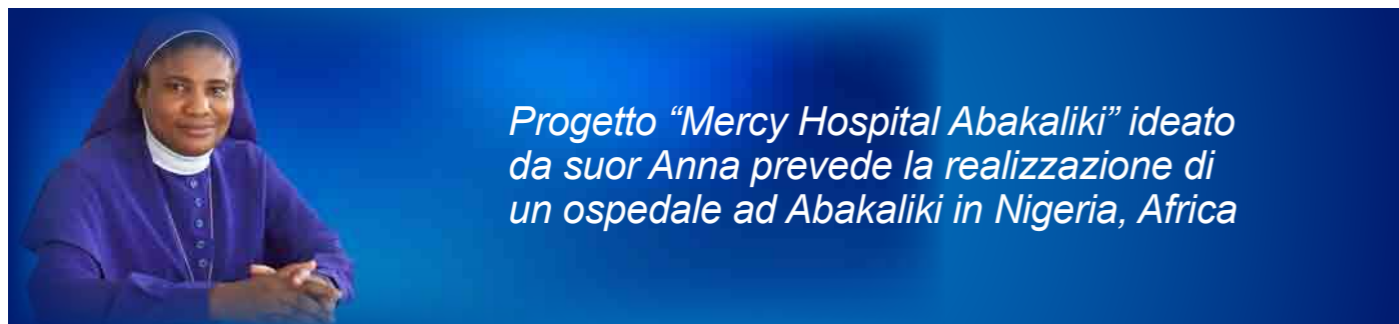 Progetto “Mercy Hospital Abakaliki” ideato
da suor Anna prevede la realizzazione di
un ospedale ad Abakaliki in Nigeria, Africa